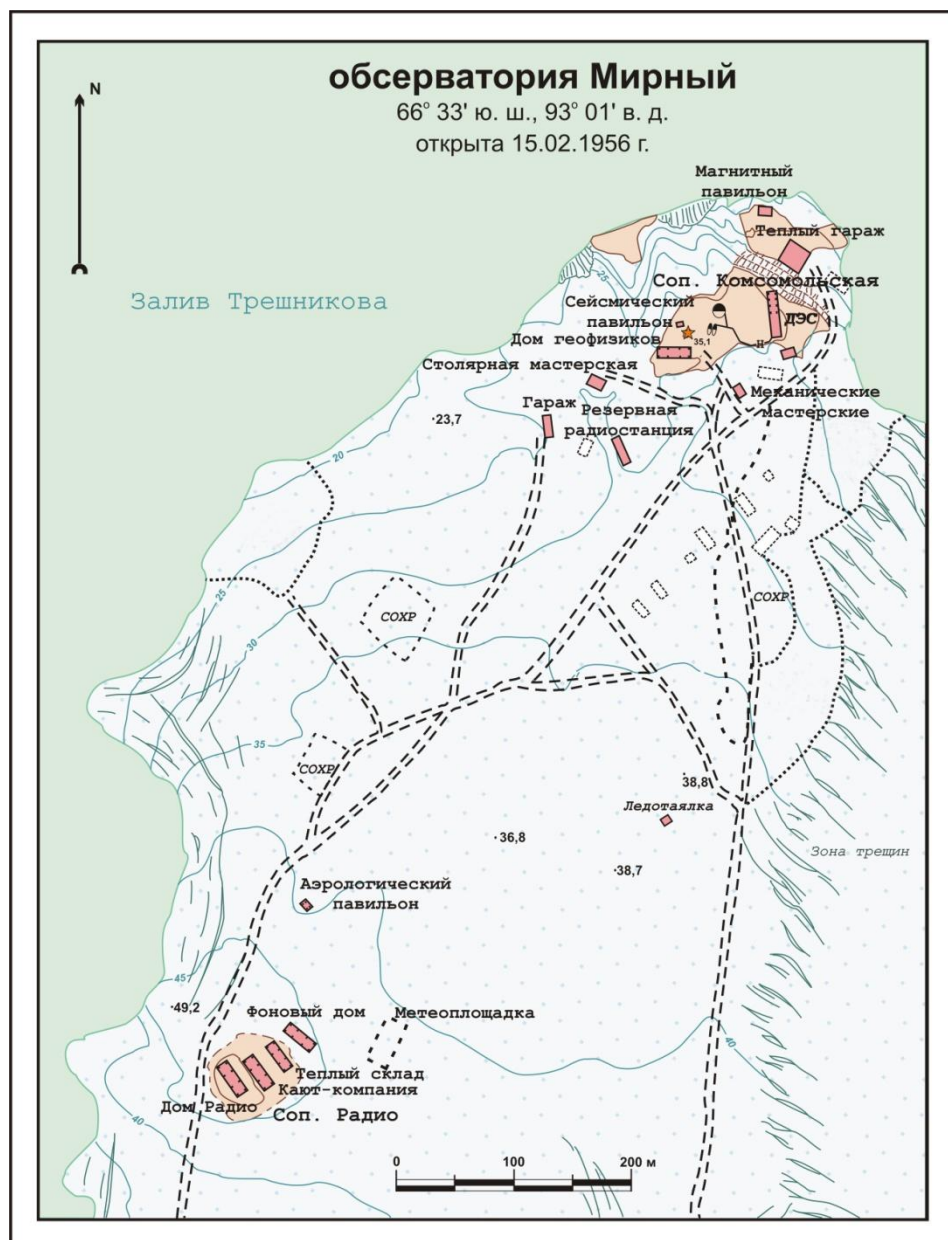 обсерватория Мирный
66° 33' ю. ш., 93° 01' в. д.
открыта 15.02.1956 г.
N
Магнитный
павильон
Теплый гараж
Залив Трешникова
25
Соп. Комсомольская
Сейсмический
павильон
ДЭС
35,1
Н
Дом геофизиков
Столярная мастерская
Механические
мастерские
Гараж
Резервная
радиостанция
23,7
20
25
СОХР
СОХР
30
35
СОХР
38,8
Ледотаялка
36,8
Зона трещин
38,7
Аэрологический
павильон
45
49,2
Фоновый дом
Метеоплощадка
40
Теплый склад
Кают-компания
Дом Радио
Соп. Радио
40
0 100 200 м